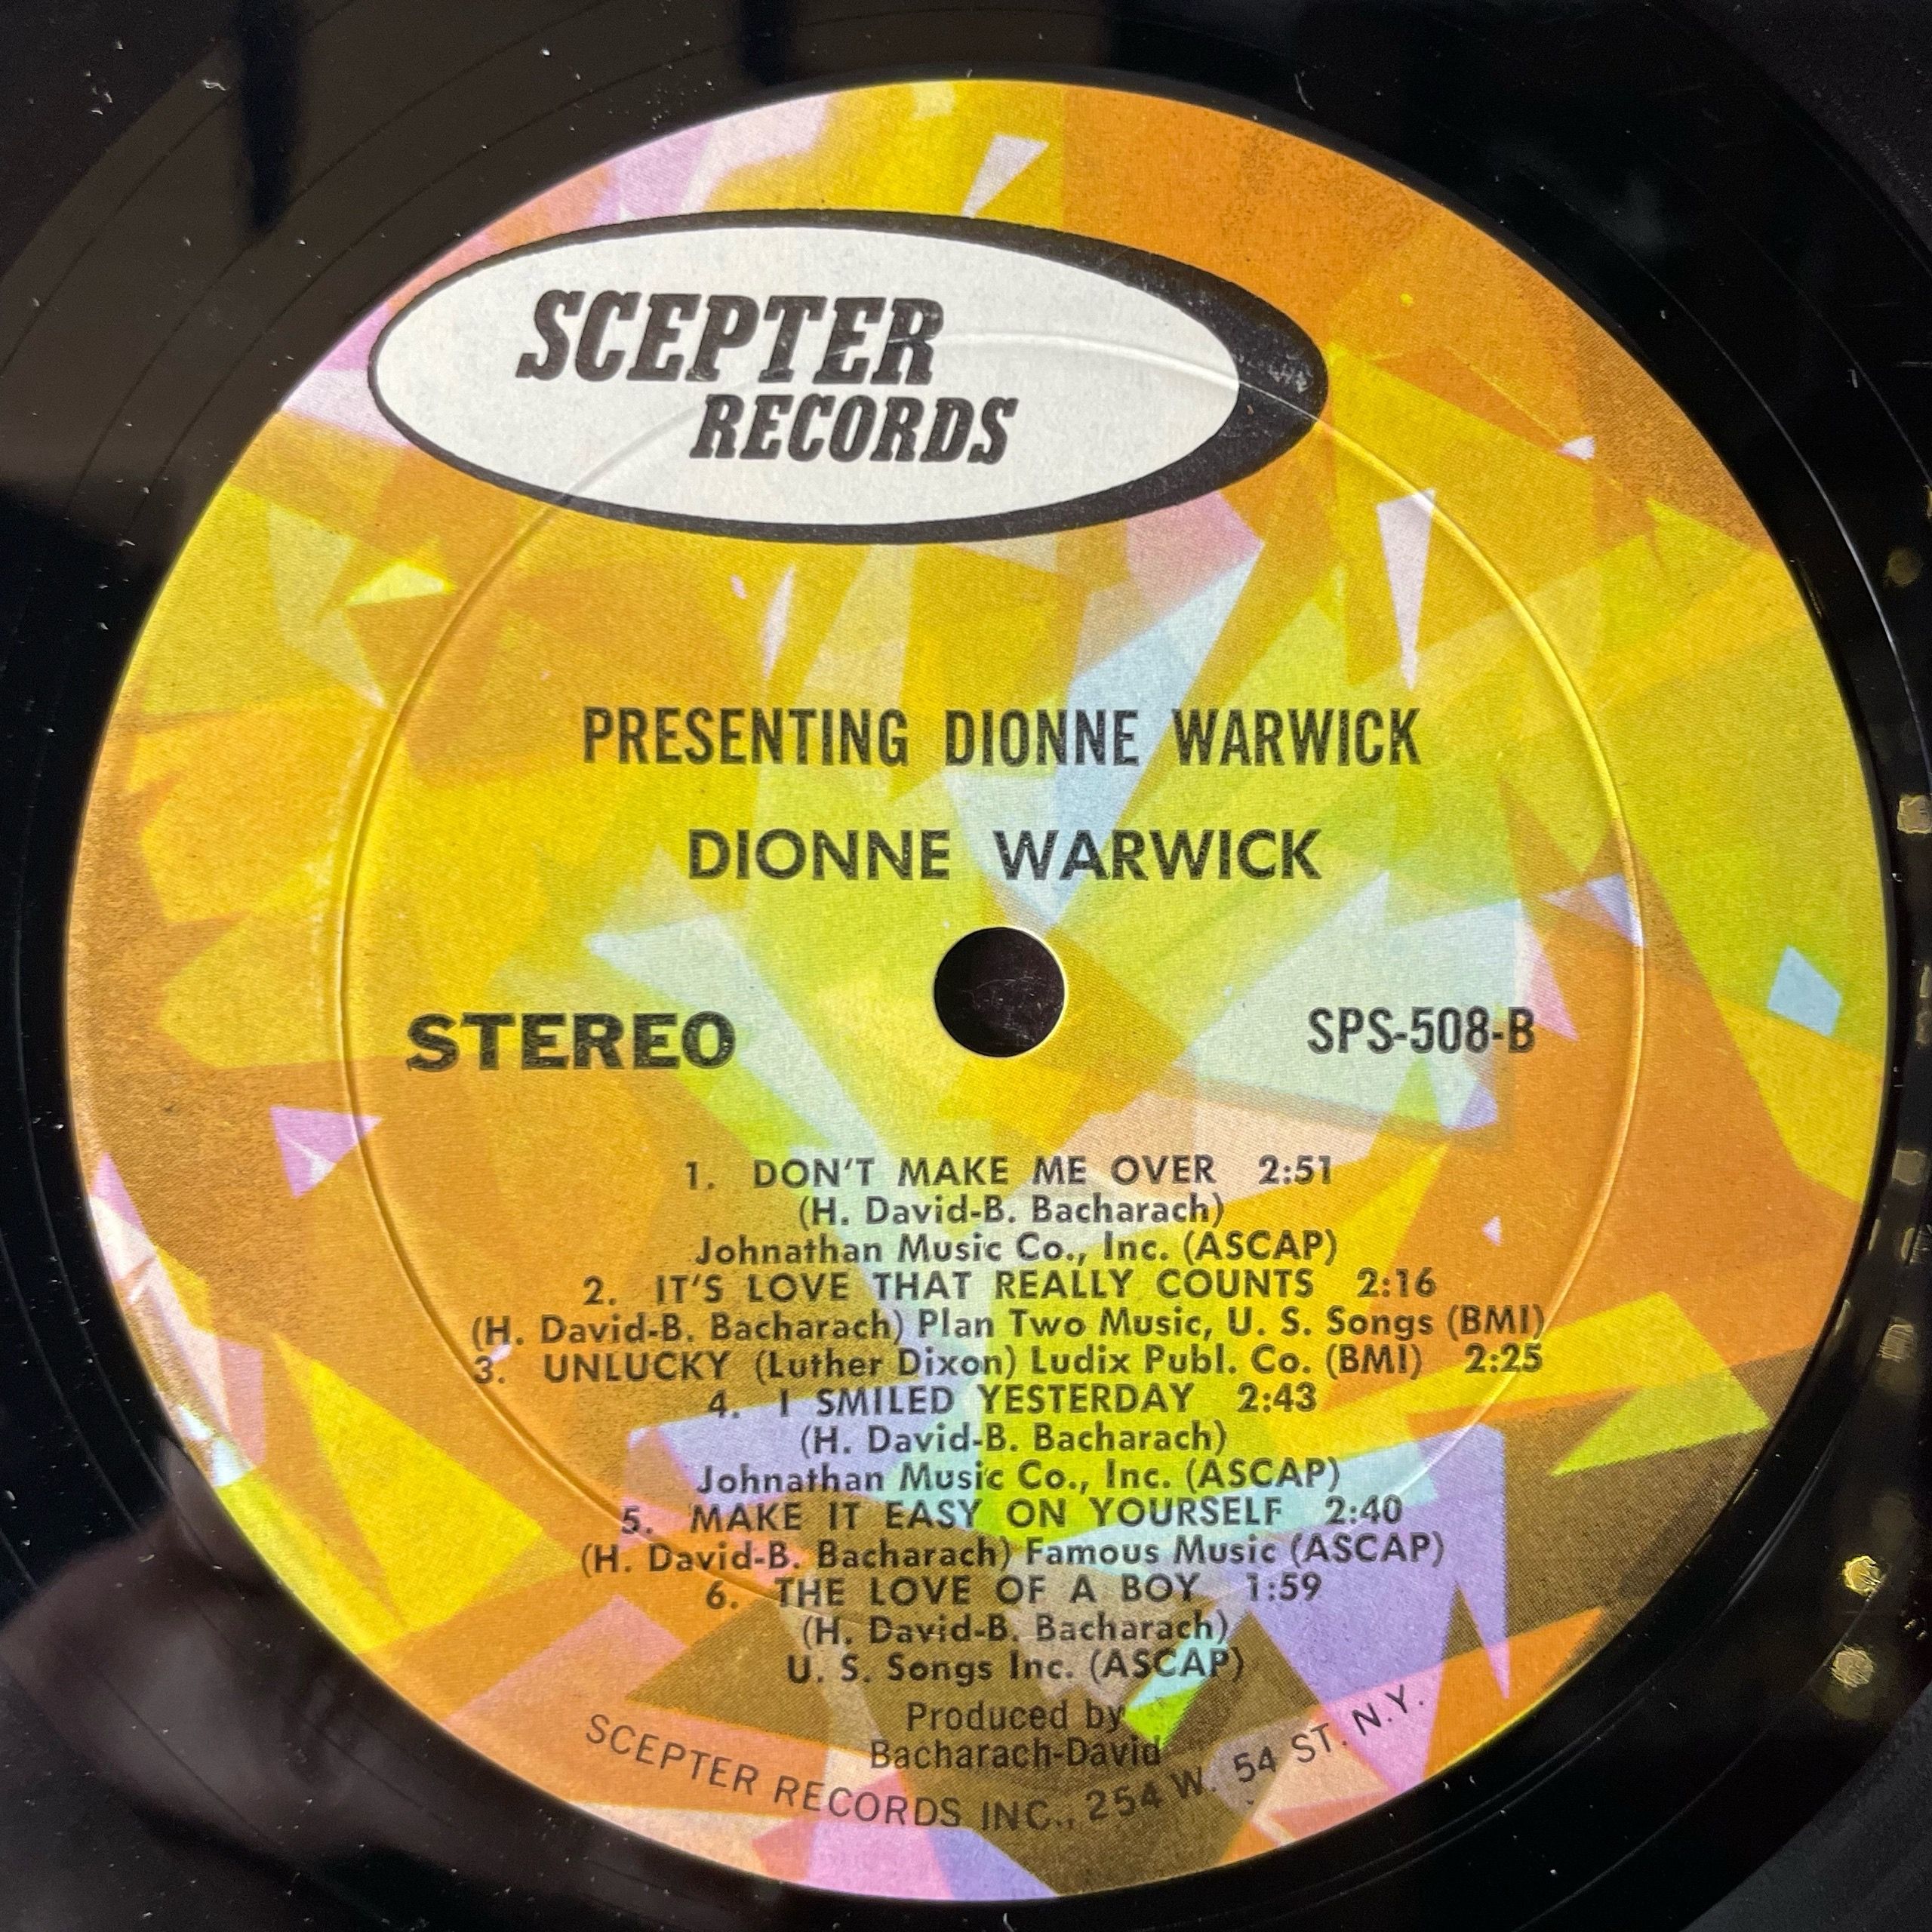 SCEPTER
RECORDS
PRESENTING DIONNE WARWICK
DIONNE WARWICK
STEREO
SPS-508-B
1. DON'T MAKE ME OVER 2:51
(H. David-B. Bacharach)
Johnathan Music Co., Inc. (ASCAP)
2. IT'S LOVE THAT REALLY COUNTS 2:16
(H. David-B. Bacharach) Plan Two Music, U. S. Songs (BMI)
3. UNLUCKY (Luther Dixon) Ludix Publ. Co. (BMI) 2:25
4. I SMILED YESTERDAY 2:43
(H. David-B. Bacharach)
Johnathan Music Co., Inc. (ASCAP)
5. MAKE IT EASY ON YOURSELF 2:40
(H. David-B. Bacharach) Famous Music (ASCAP)
6. THE LOVE OF A BOY 1:59
(H. David-B. Bacharach)
U. S. Songs Inc. (ASCAP)
Produced by
Bacharach-David
SCEPTER RECORDS INC., 254 W. 54 ST. N.Y.